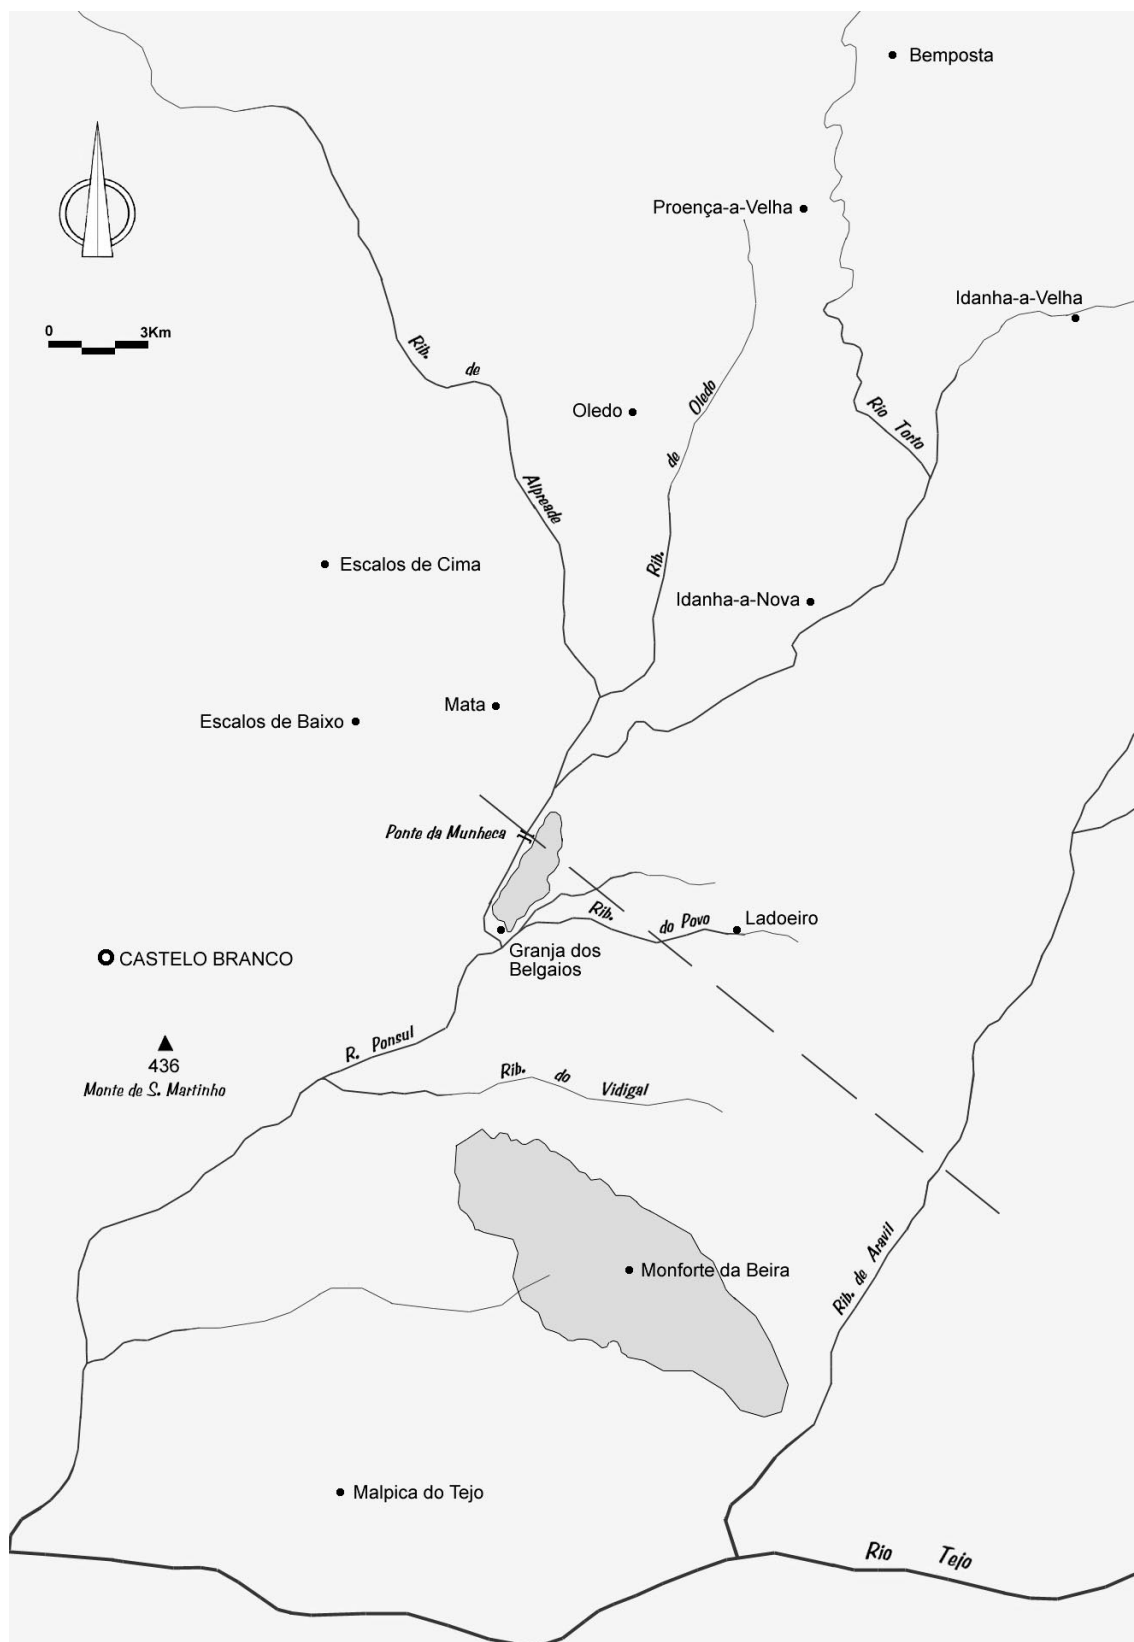 Bemposta
Proença-a-Velha
Idanha-a-Velha
0 3Km
Rib. de Alpreade
Oledo
Rib. de Oledo
Rio Torto
Escalos de Cima
Idanha-a-Nova
Mata
Escalos de Baixo
Ponte da Munheca
Rib. do Povo
Ladoeiro
Granja dos
Belgaios
CASTELO BRANCO
R. Ponsul
436
Monte de S. Martinho
Rib. do Vidigal
Monforte da Beira
Rib. de Aravil
Malpica do Tejo
Rio Tejo